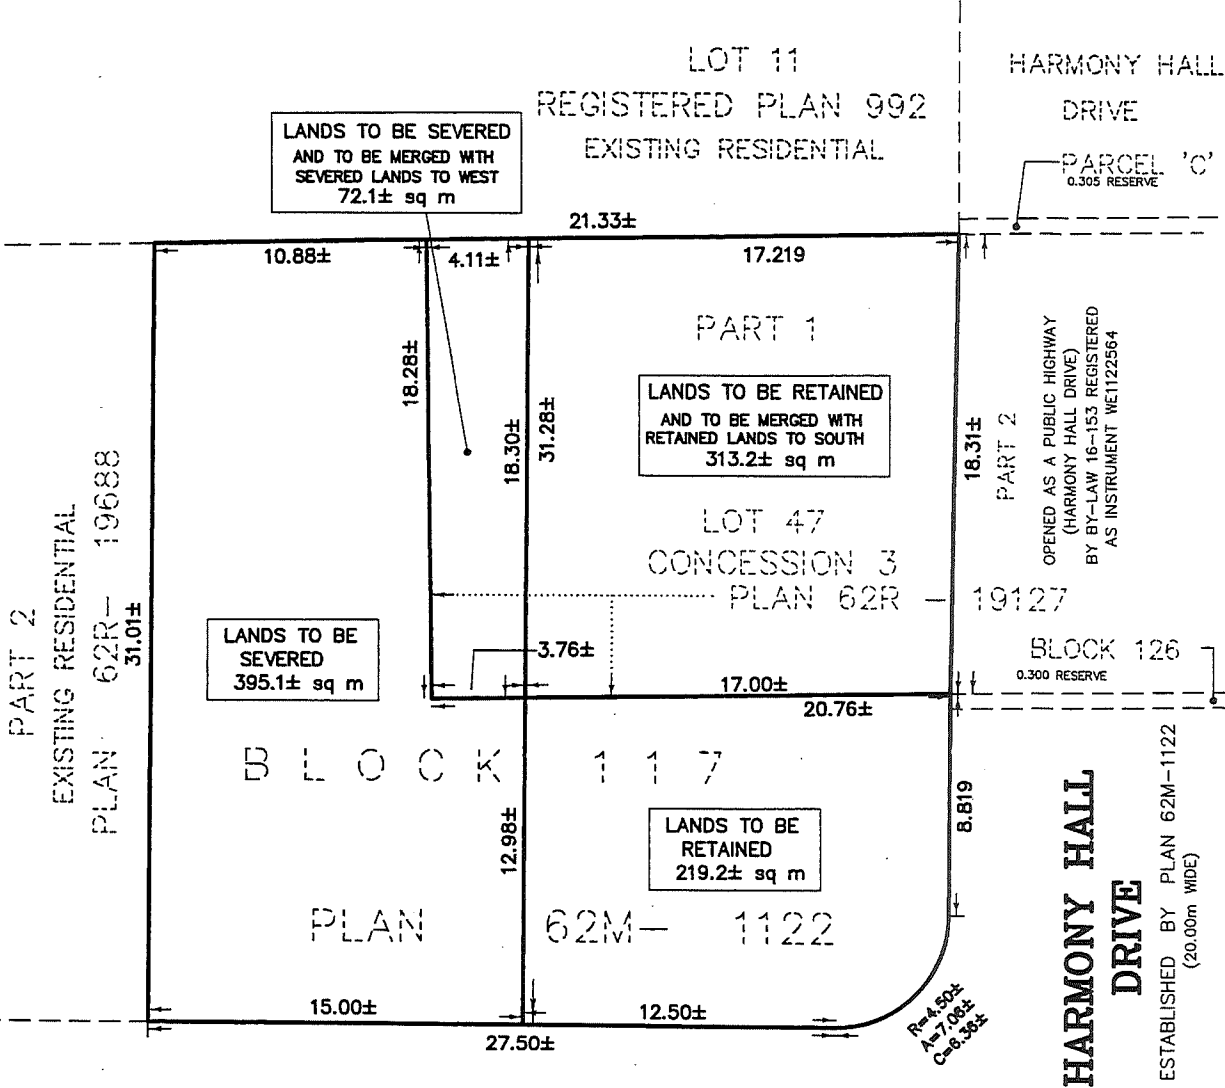 LOT 11
REGISTERED PLAN 992
EXISTING RESIDENTIAL
HARMONY HALL
DRIVE
PARCEL 'C'
0.305 RESERVE
LANDS TO BE SEVERED
AND TO BE MERGED WITH
SEVERED LANDS TO WEST
72.1± sq m
21.33±
10.88±
4.11±
17.219
PART 1
18.28±
18.30±
31.28±
LANDS TO BE RETAINED
AND TO BE MERGED WITH
RETAINED LANDS TO SOUTH
313.2± sq m
18.31±
PART 2
OPENED AS A PUBLIC HIGHWAY
(HARMONY HALL DRIVE)
BY BY-LAW 16-153 REGISTERED
AS INSTRUMENT WE1122564
LOT 47
CONCESSION 3
PLAN 62R - 19127
PART 2
EXISTING RESIDENTIAL
PLAN 62R- 19688
31.01±
LANDS TO BE
SEVERED
395.1± sq m
3.76±
BLOCK 126
0.300 RESERVE
17.00±
20.76±
BLOCK 117
12.98±
LANDS TO BE
RETAINED
219.2± sq m
8.819
PLAN 62M- 1122
HARMONY HALL
DRIVE
ESTABLISHED BY PLAN 62M-1122
(20.00m WIDE)
15.00±
12.50±
27.50±
R=4.50±
A=7.06±
C=6.36±